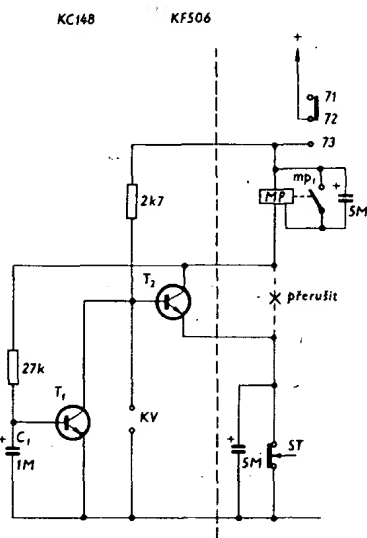 KC148 KF506
+
71
72
73
2k7
MP
mp₁
+
5M
T₂
přerušit
27k
T₁
KV
C₁
+
1M
+
5M
ST